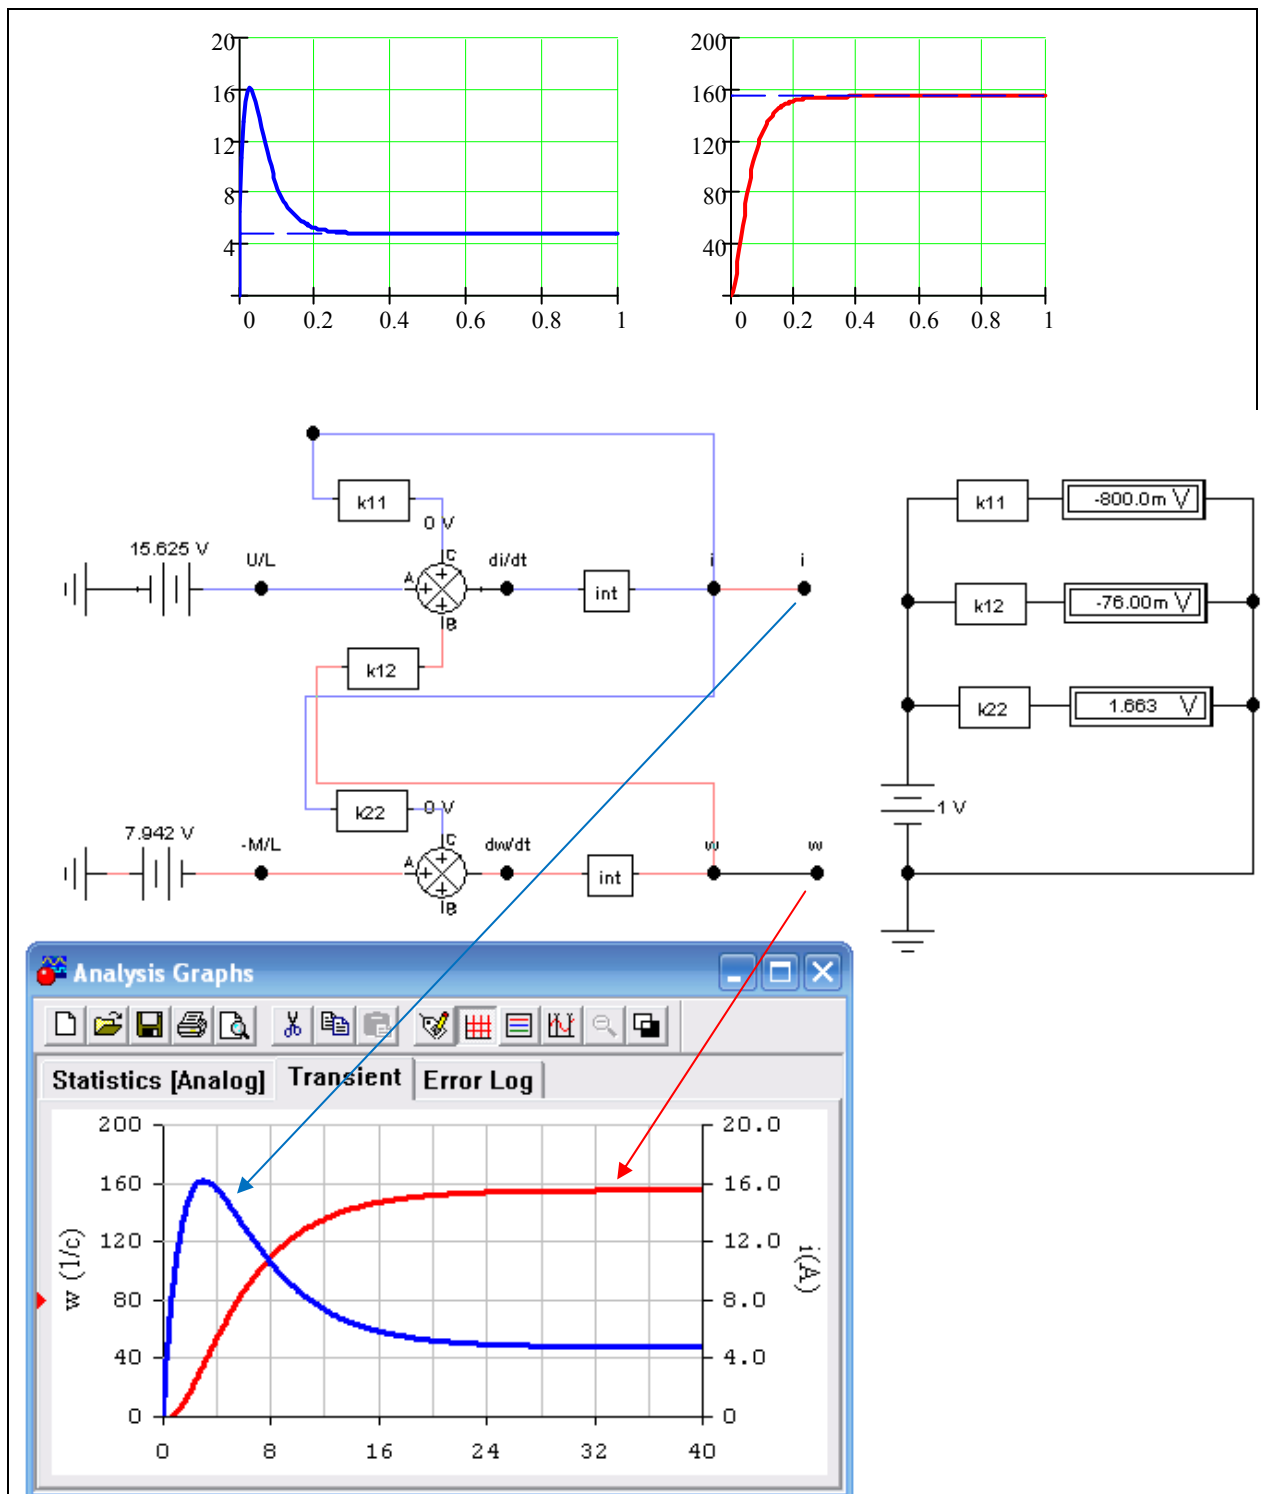 20 200
16 160
12 120
8 80
4 40
0 0.2 0.4 0.6 0.8 1 0 0.2 0.4 0.6 0.8 1
k11
0 V
15.625 V U/L A C di/dt i i
int
B
k12
k22
0 V
7.942 V -M/L A C dw/dt w w
int
B
k11 -800.0m V
k12 -76.00m V
k22 1.663 V
1 V
Analysis Graphs
Statistics [Analog] Transient Error Log
200 20.0
160 16.0
120 12.0
80 8.0
40 4.0
0 0
w (1/c)
i(A)
0 8 16 24 32 40